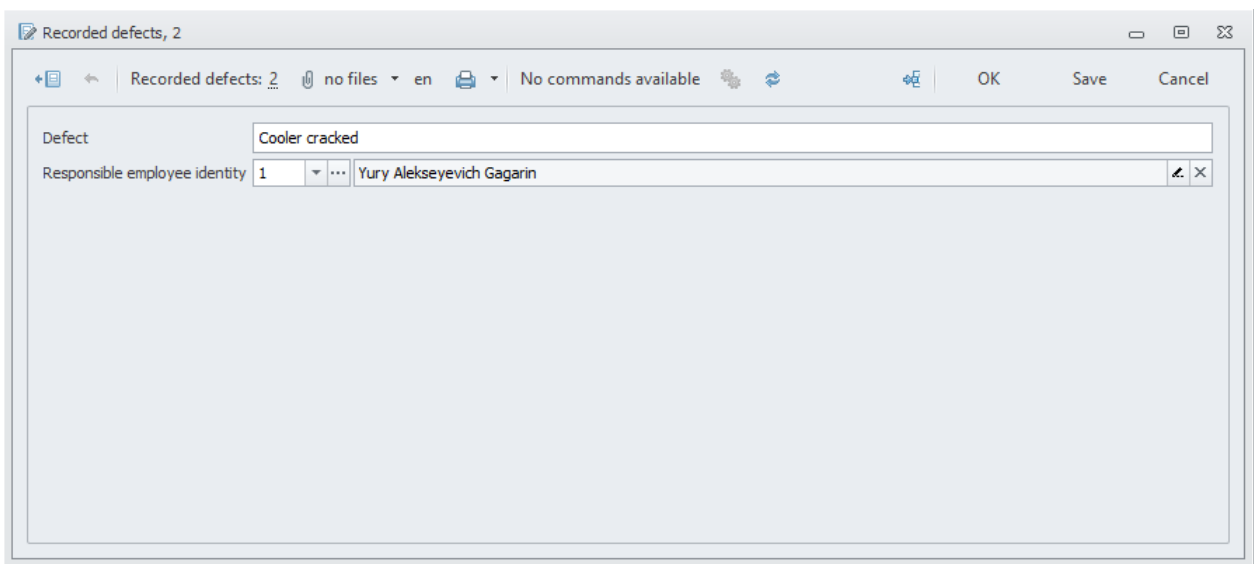 Recorded defects, 2
Recorded defects: 2 no files en No commands available OK Save Cancel
Defect Cooler cracked
Responsible employee identity 1 ... Yury Alekseyevich Gagarin